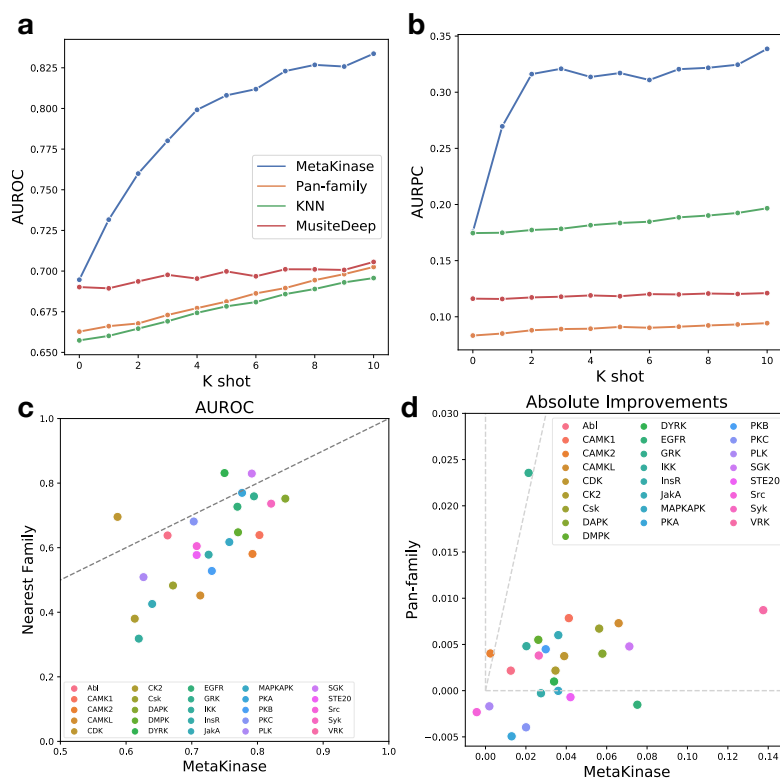 a
0.825
0.800
0.775
0.750
0.725
0.700
0.675
0.650
AUROC
MetaKinase
Pan-family
KNN
MusiteDeep
0 2 4 6 8 10
K shot
b
0.35
0.30
0.25
0,20
0.15
0.10
AURPC
0 2 4 6 8 10
K shot
c
AUROC
1.0
0.8
0.6
0.4
0.2
0.0
Nearest Family
Abl CK2 EGFR MAPKAPK SGK
CAMK1 Csk GRK PKA STE20
CAMK2 DAPK IKK PKB Src
CAMKL DMPK InsR PKC Syk
CDK DYRK JakA PLK VRK
0.5 0.6 0.7 0.8 0.9 1.0
MetaKinase
d
Absolute Improvements
0.030
0.025
0.020
0.015
0.010
0.005
0.000
−0.005
Pan-family
Abl DYRK PKB
CAMK1 EGFR PKC
CAMK2 GRK PLK
CAMKL IKK SGK
CDK InsR STE20
CK2 JakA Src
Csk MAPKAPK Syk
DAPK PKA VRK
DMPK
0.00 0.02 0.04 0.06 0.08 0.10 0.12 0.14
MetaKinase